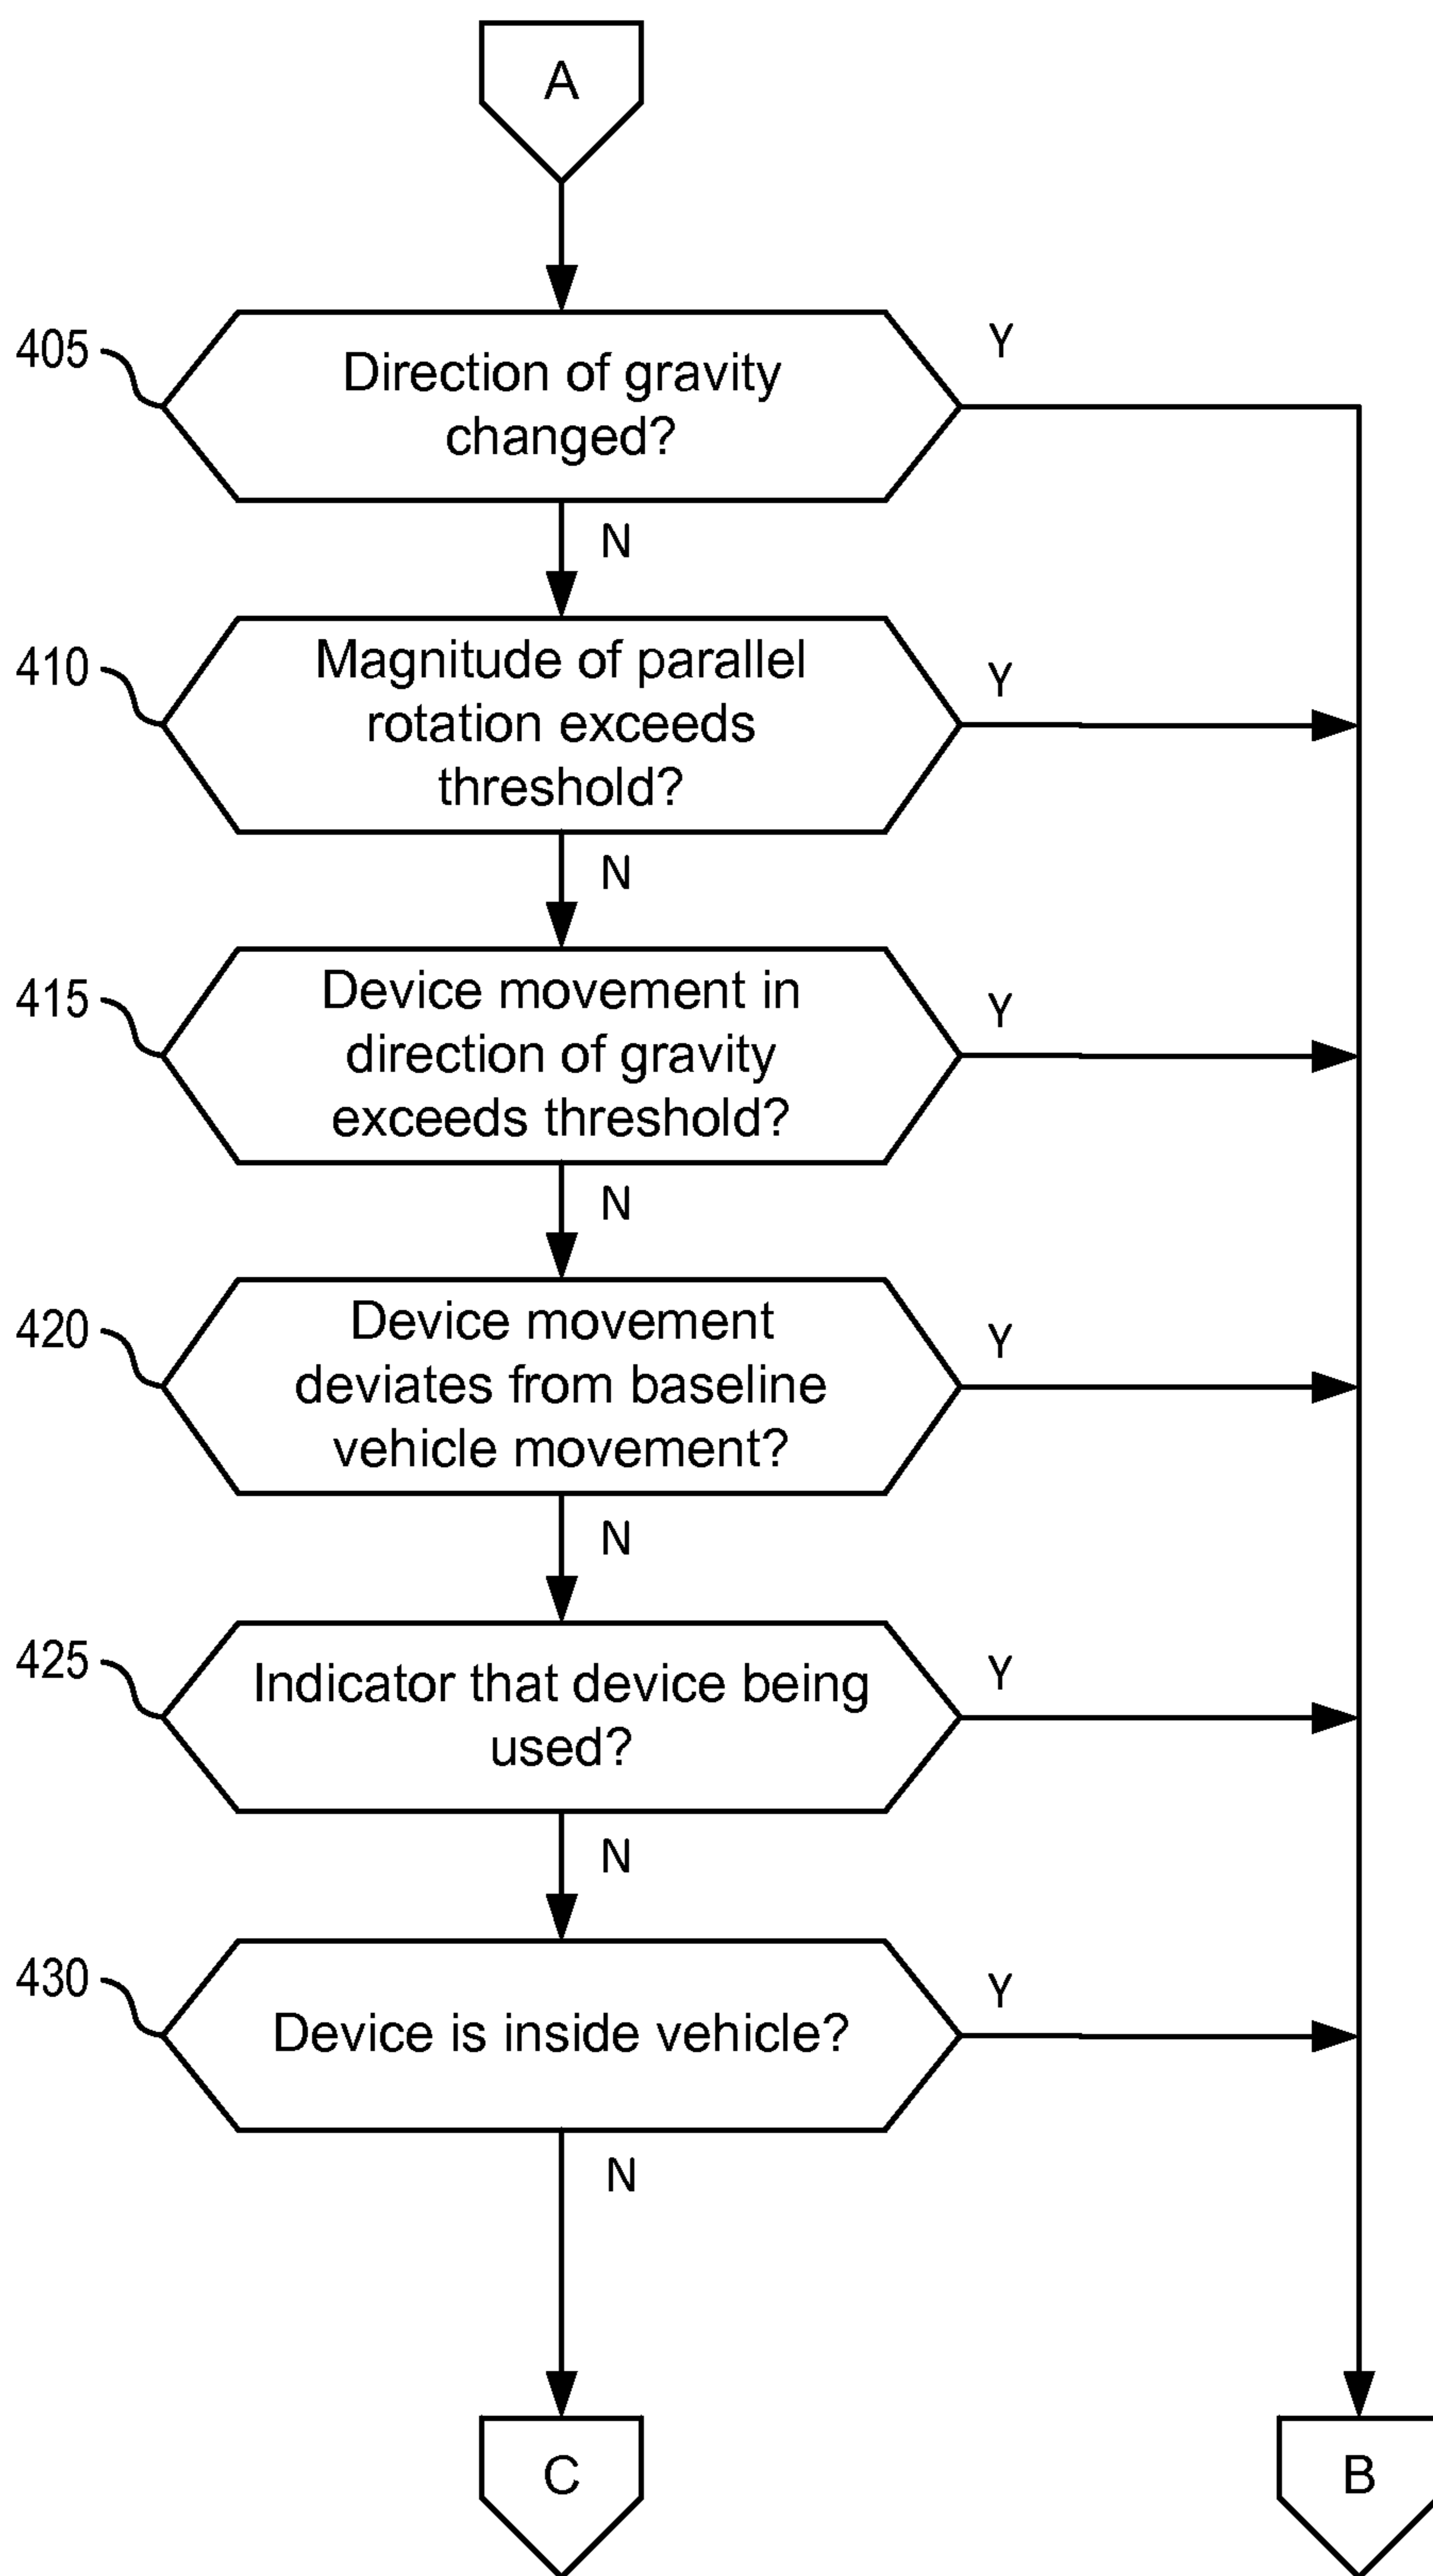 A
405
Direction of gravity
changed?
Y
N
410
Magnitude of parallel
rotation exceeds
threshold?
Y
N
415
Device movement in
direction of gravity
exceeds threshold?
Y
N
420
Device movement
deviates from baseline
vehicle movement?
Y
N
425
Indicator that device being
used?
Y
N
430
Device is inside vehicle?
Y
N
C
B